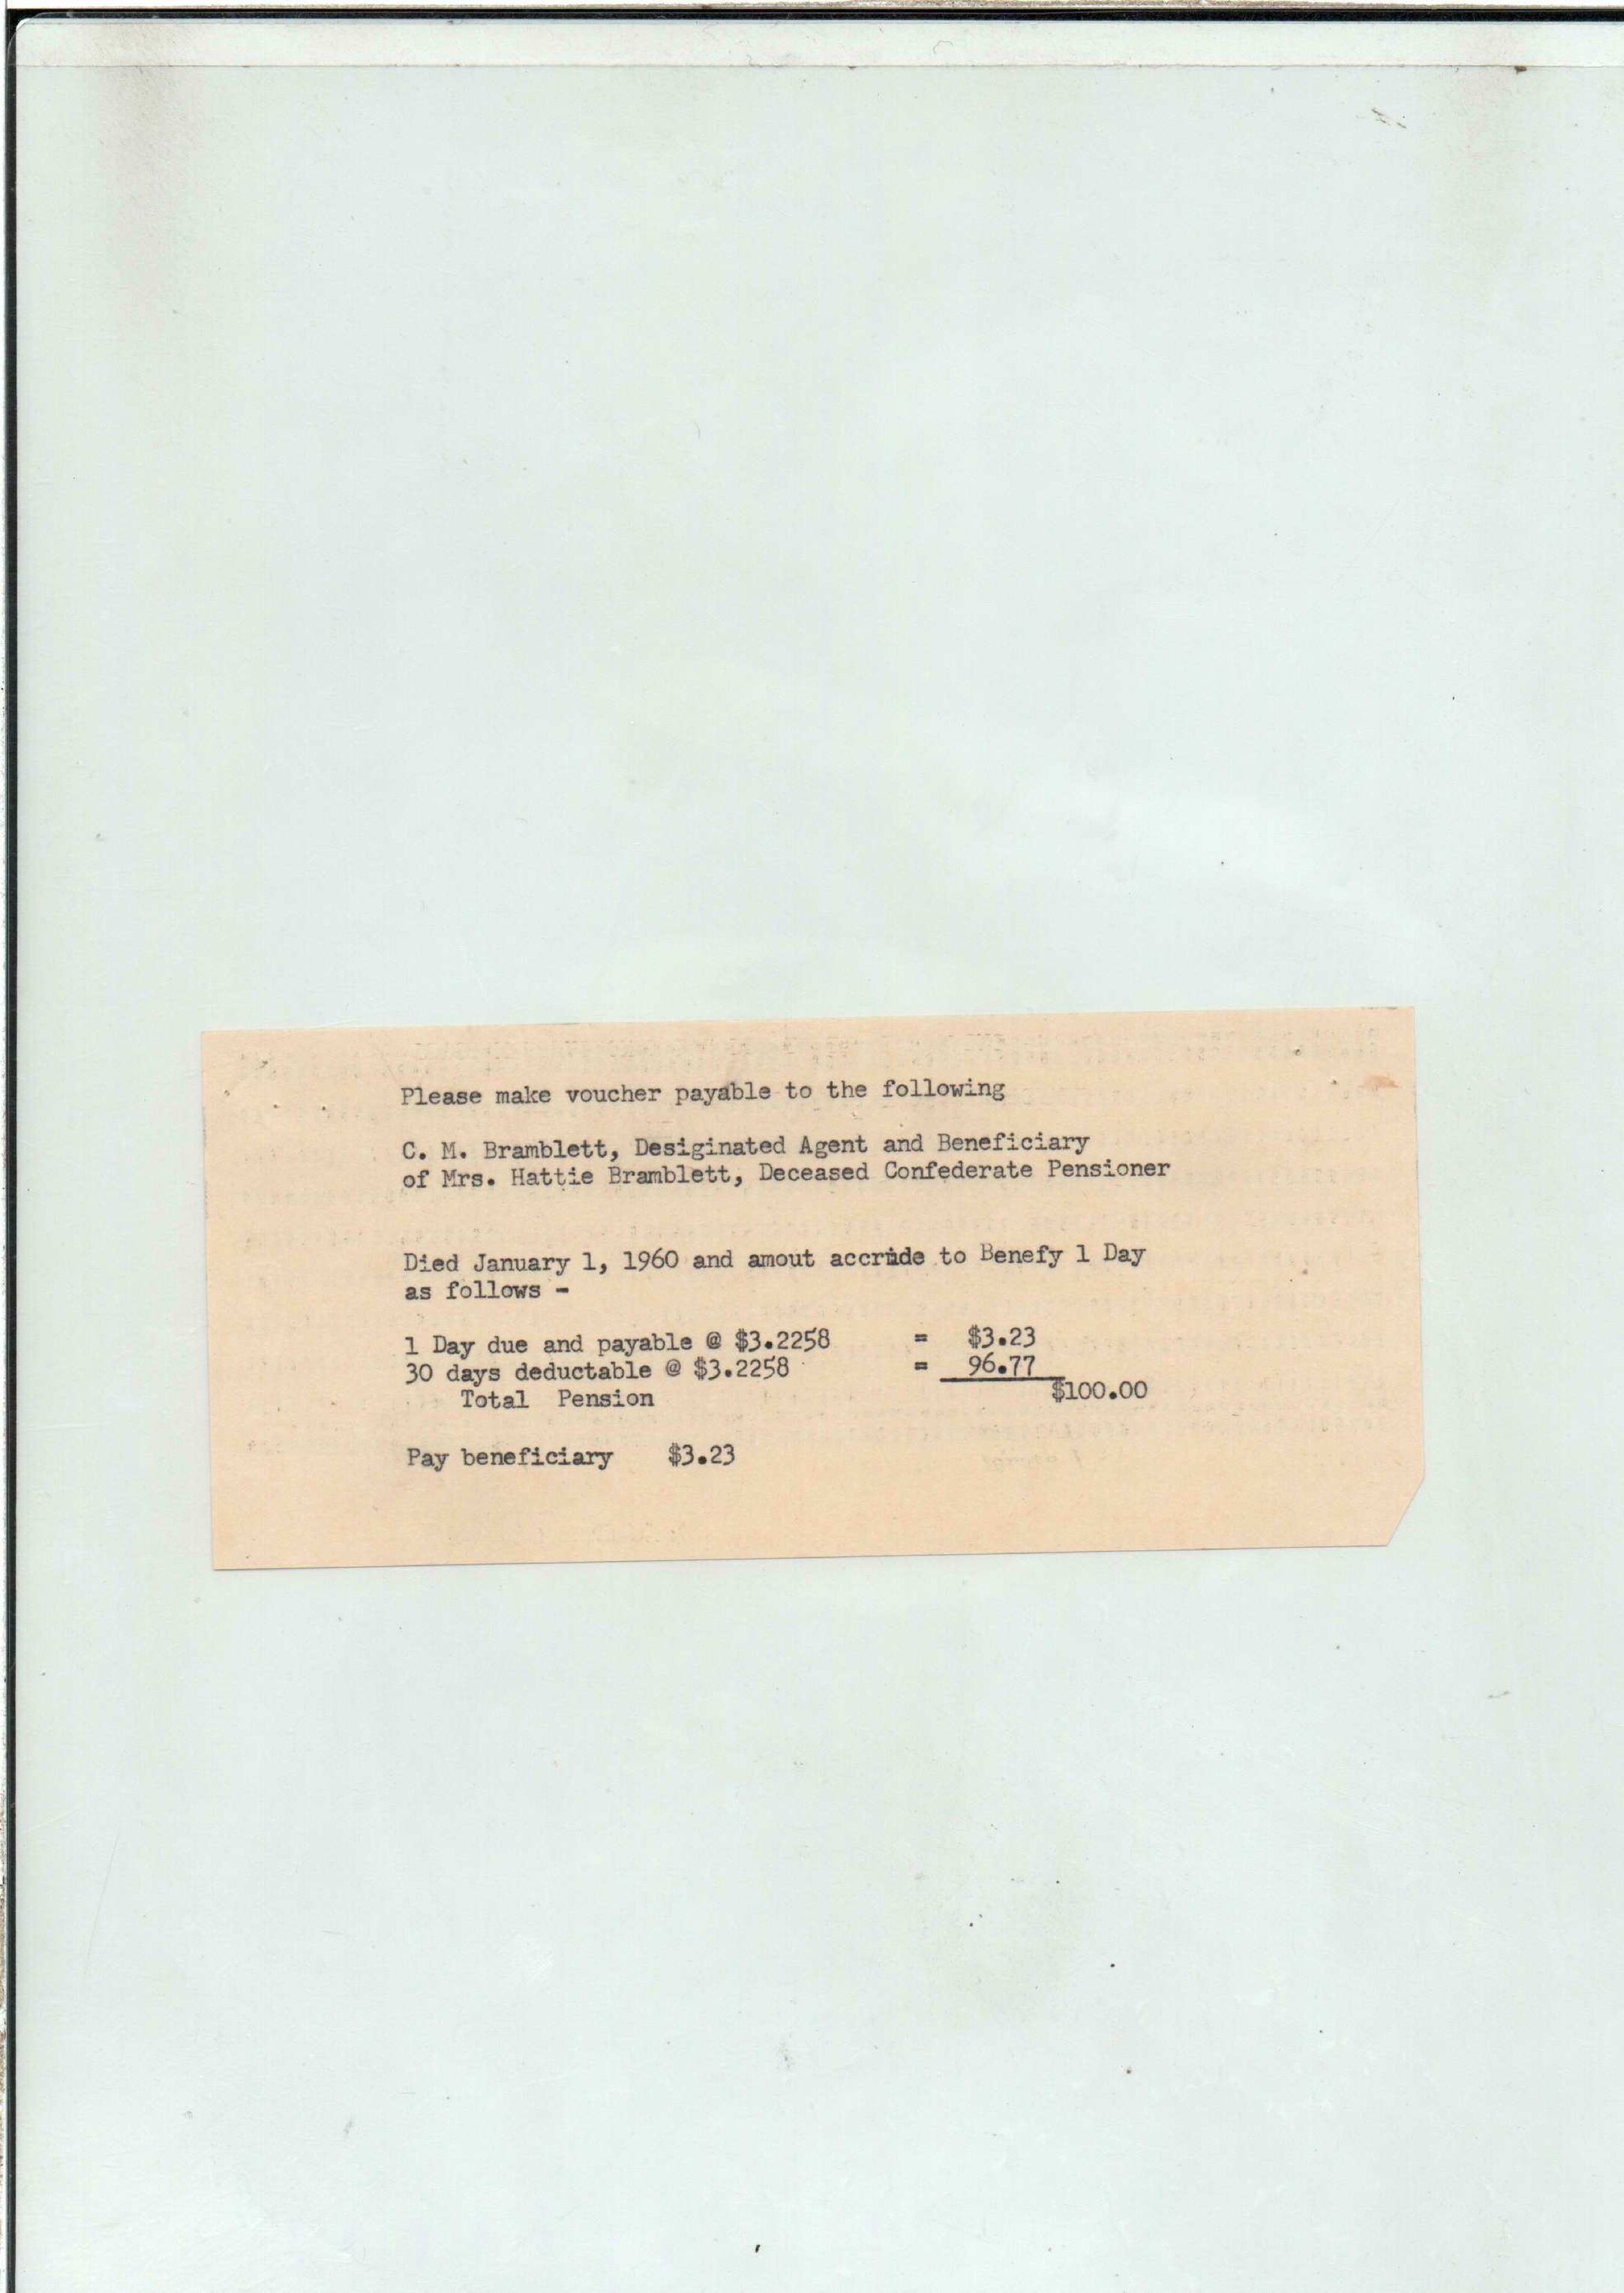 Please make voucher payable to the following
C. M. Bramblett, Desiginated Agent and Beneficiary
of Mrs. Hattie Bramblett, Deceased Confederate Pensioner
Died January 1, 1960 and amout accride to Benefy 1 Day
as follows -
1 Day due and payable @ $3.2258 = $3.23
30 days deductable @ $3.2258 = 96.77
Total Pension $100.00
Pay beneficiary $3.23